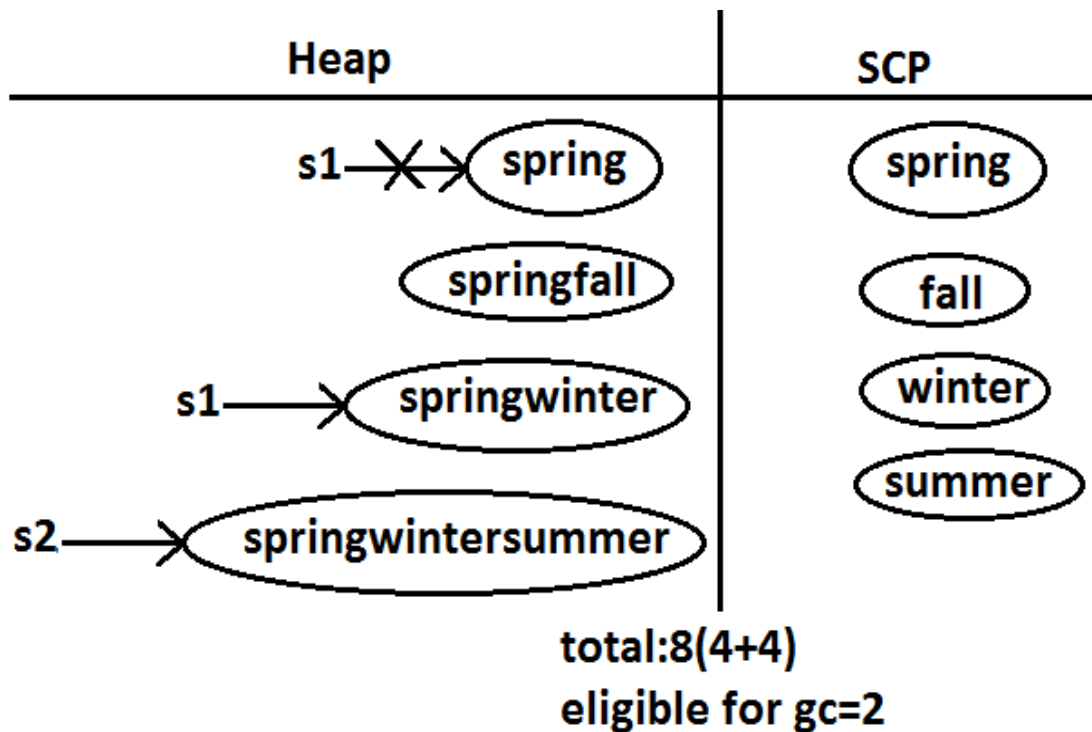 Heap SCP
s1 spring spring
springfall fall
s1 springwinter winter
summer
s2 springwintersummer
total:8(4+4)
eligible for gc=2